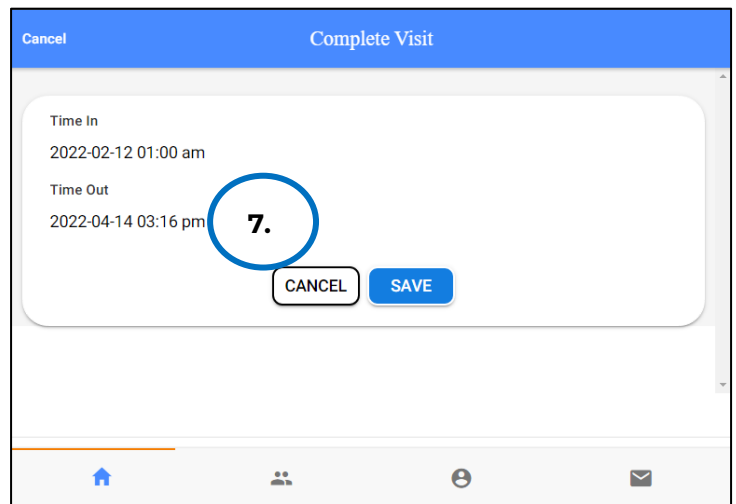 Cancel
Complete Visit
Time In
2022-02-12 01:00 am
Time Out
2022-04-14 03:16 pm
7.
CANCEL
SAVE